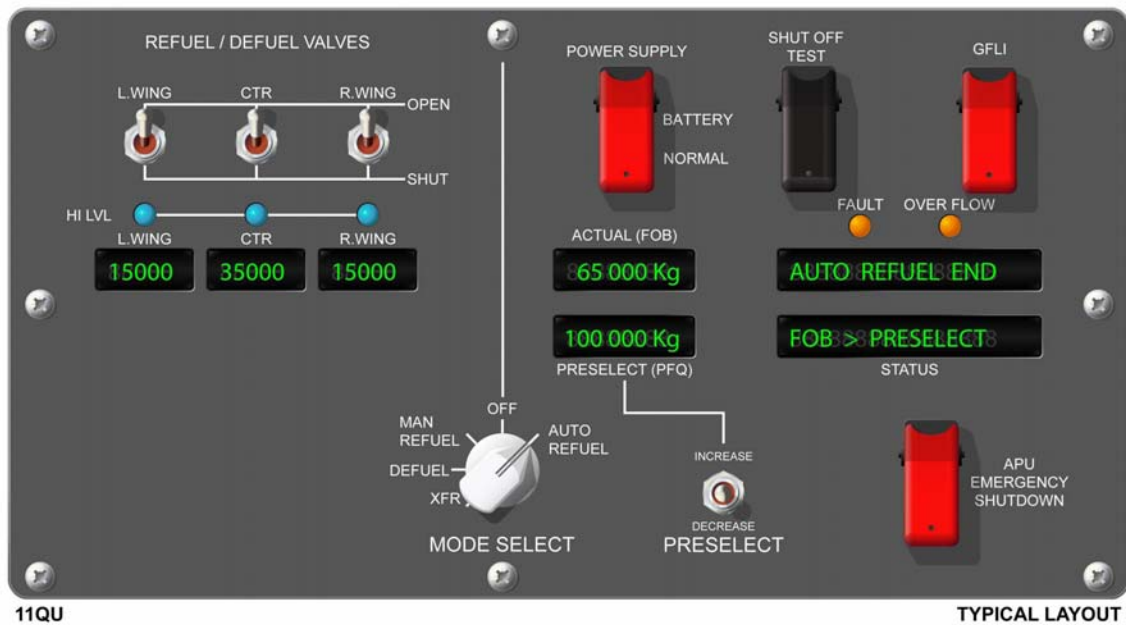 REFUEL / DEFUEL VALVES
L.WING CTR R.WING
OPEN
SHUT
HI LVL
L.WING CTR R.WING
15000 35000 15000
POWER SUPPLY
BATTERY
NORMAL
SHUT OFF
TEST
GFLI
FAULT OVER FLOW
ACTUAL (FOB)
65 000 Kg
AUTO REFUEL END
100 000 Kg
FOB > PRESELECT
PRESELECT (PFQ)
STATUS
OFF
MAN
REFUEL
AUTO
REFUEL
DEFUEL
XFR
MODE SELECT
INCREASE
DECREASE
PRESELECT
APU
EMERGENCY
SHUTDOWN
11QU
TYPICAL LAYOUT